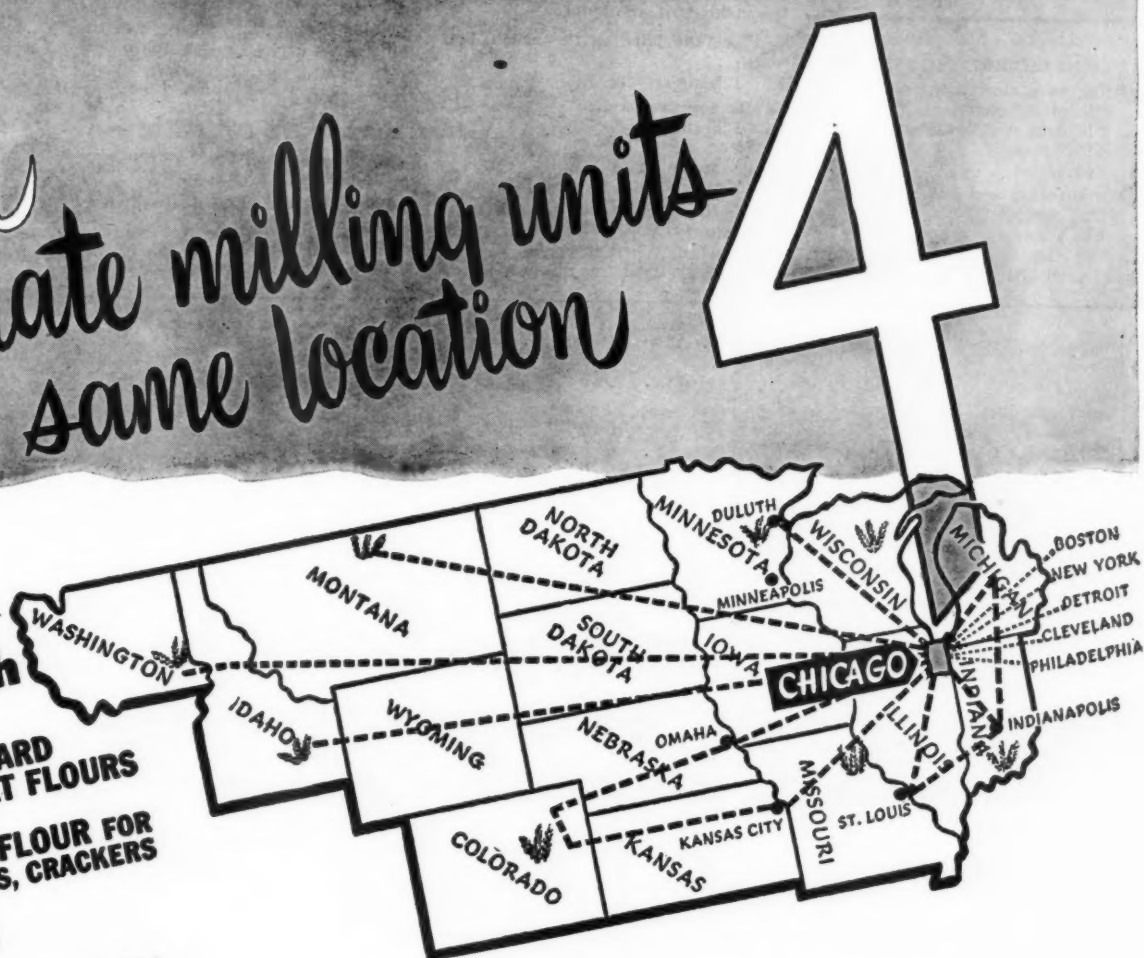 ate milling units
same location
4
NORTH
DAKOTA
MINNESOTA
DULUTH
WISCONSIN
MICHIGAN
BOSTON
NEW YORK
DETROIT
CLEVELAND
PHILADELPHIA
MONTANA
MINNEAPOLIS
WASHINGTON
SOUTH
DAKOTA
IOWA
CHICAGO
INDIANA
INDIANAPOLIS
IDAHO
WYOMING
NEBRASKA
OMAHA
ILLINOIS
MISSOURI
ST. LOUIS
KANSAS CITY
COLORADO
KANSAS
n
ARD
T FLOURS
FLOUR FOR
S, CRACKERS